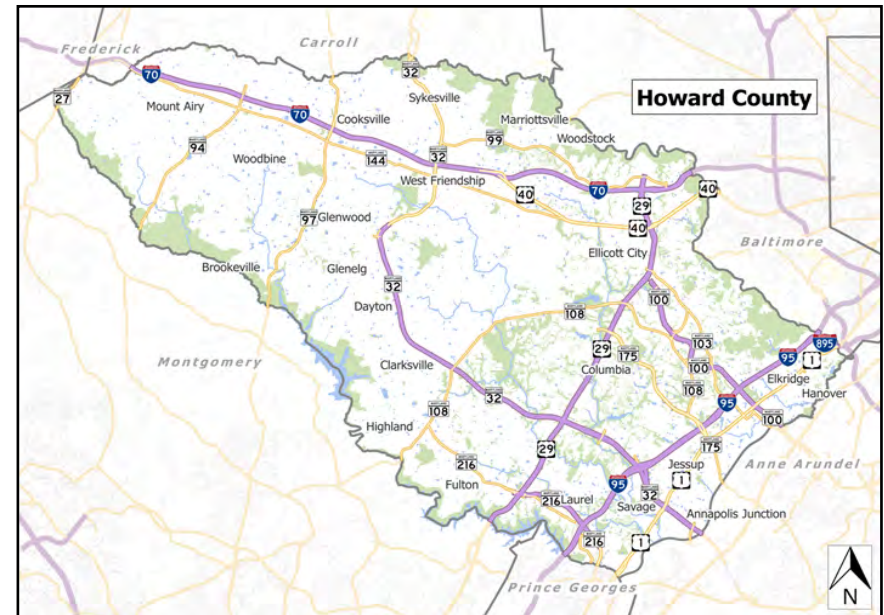 Frederick
Carroll
Howard County
27
70
Mount Airy
94
Woodbine
70
Cooksville
144
32
Sykesville
32
West Friendship
99
Marriottsville
Woodstock
40
70
29
40
40
Ellicott City
Baltimore
97
Glenwood
Brookeville
Glenelg
32
Dayton
Montgomery
Clarksville
108
100
29
175
Columbia
103
100
108
95
895
1
Elkridge
Hanover
95
100
175
108
32
Highland
216
Fulton
29
95
Jessup
1
Anne Arundel
216
Laurel
Savage
32
Annapolis Junction
216
1
Prince Georges
N